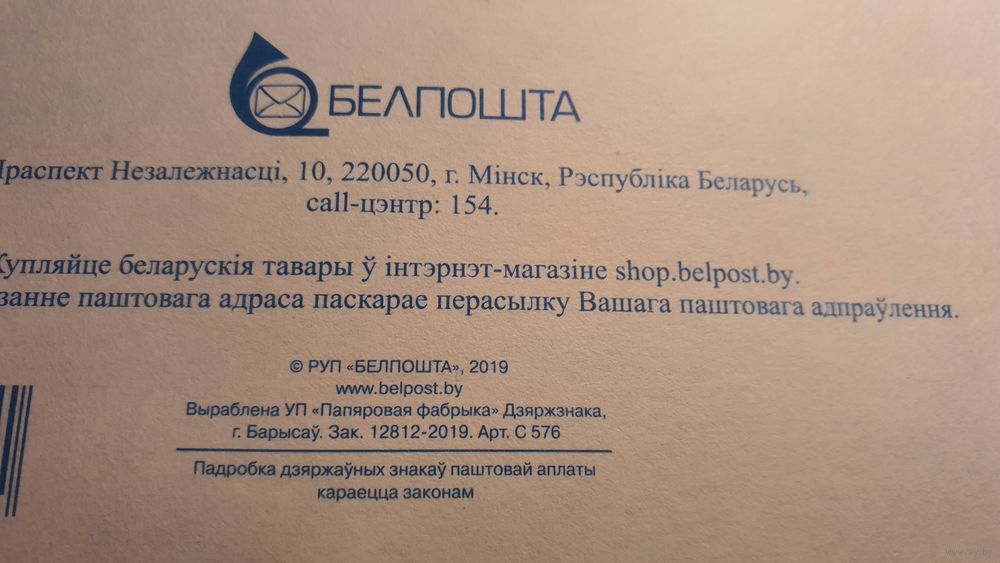 БЕЛПОШТА
Праспект Незалежнасці, 10, 220050, г. Мінск, Рэспубліка Беларусь,
call-цэнтр: 154.
Купляйце беларускія тавары ў інтэрнэт-магазіне shop.belpost.by.
занне паштовага адраса паскарае перасылку Вашага паштовага адпраўлення.
© РУП «БЕЛПОШТА», 2019
www.belpost.by
Выраблена УП «Папяровая фабрыка» Дзяржзнака,
г. Барысаў. Зак. 12812-2019. Арт. С 576
Падробка дзяржаўных знакаў паштовай аплаты
караецца законам